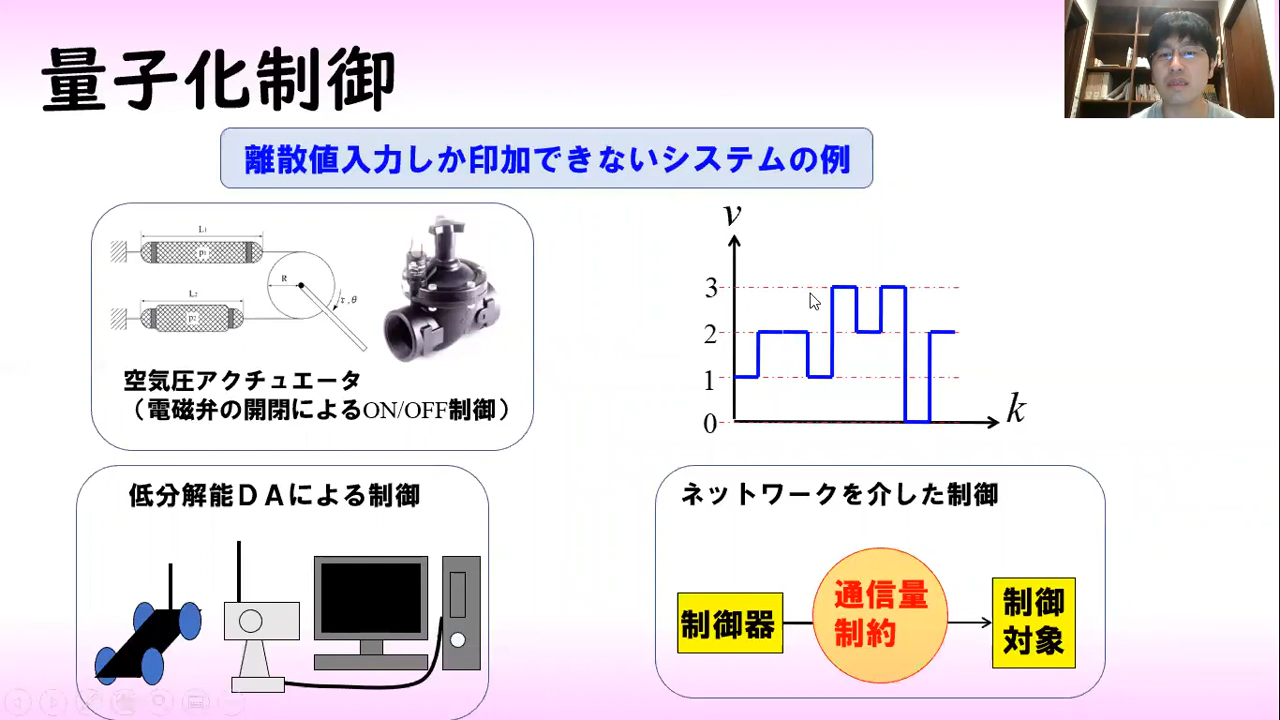 量子化制御
離散値入力しか印加できないシステムの例
L1
p1
R
τ , θ
L2
p2
空気圧アクチュエータ
（電磁弁の開閉によるON/OFF制御）
v
3
2
1
0
k
低分解能ＤＡによる制御
ネットワークを介した制御
制御器
通信量
制約
制御
対象